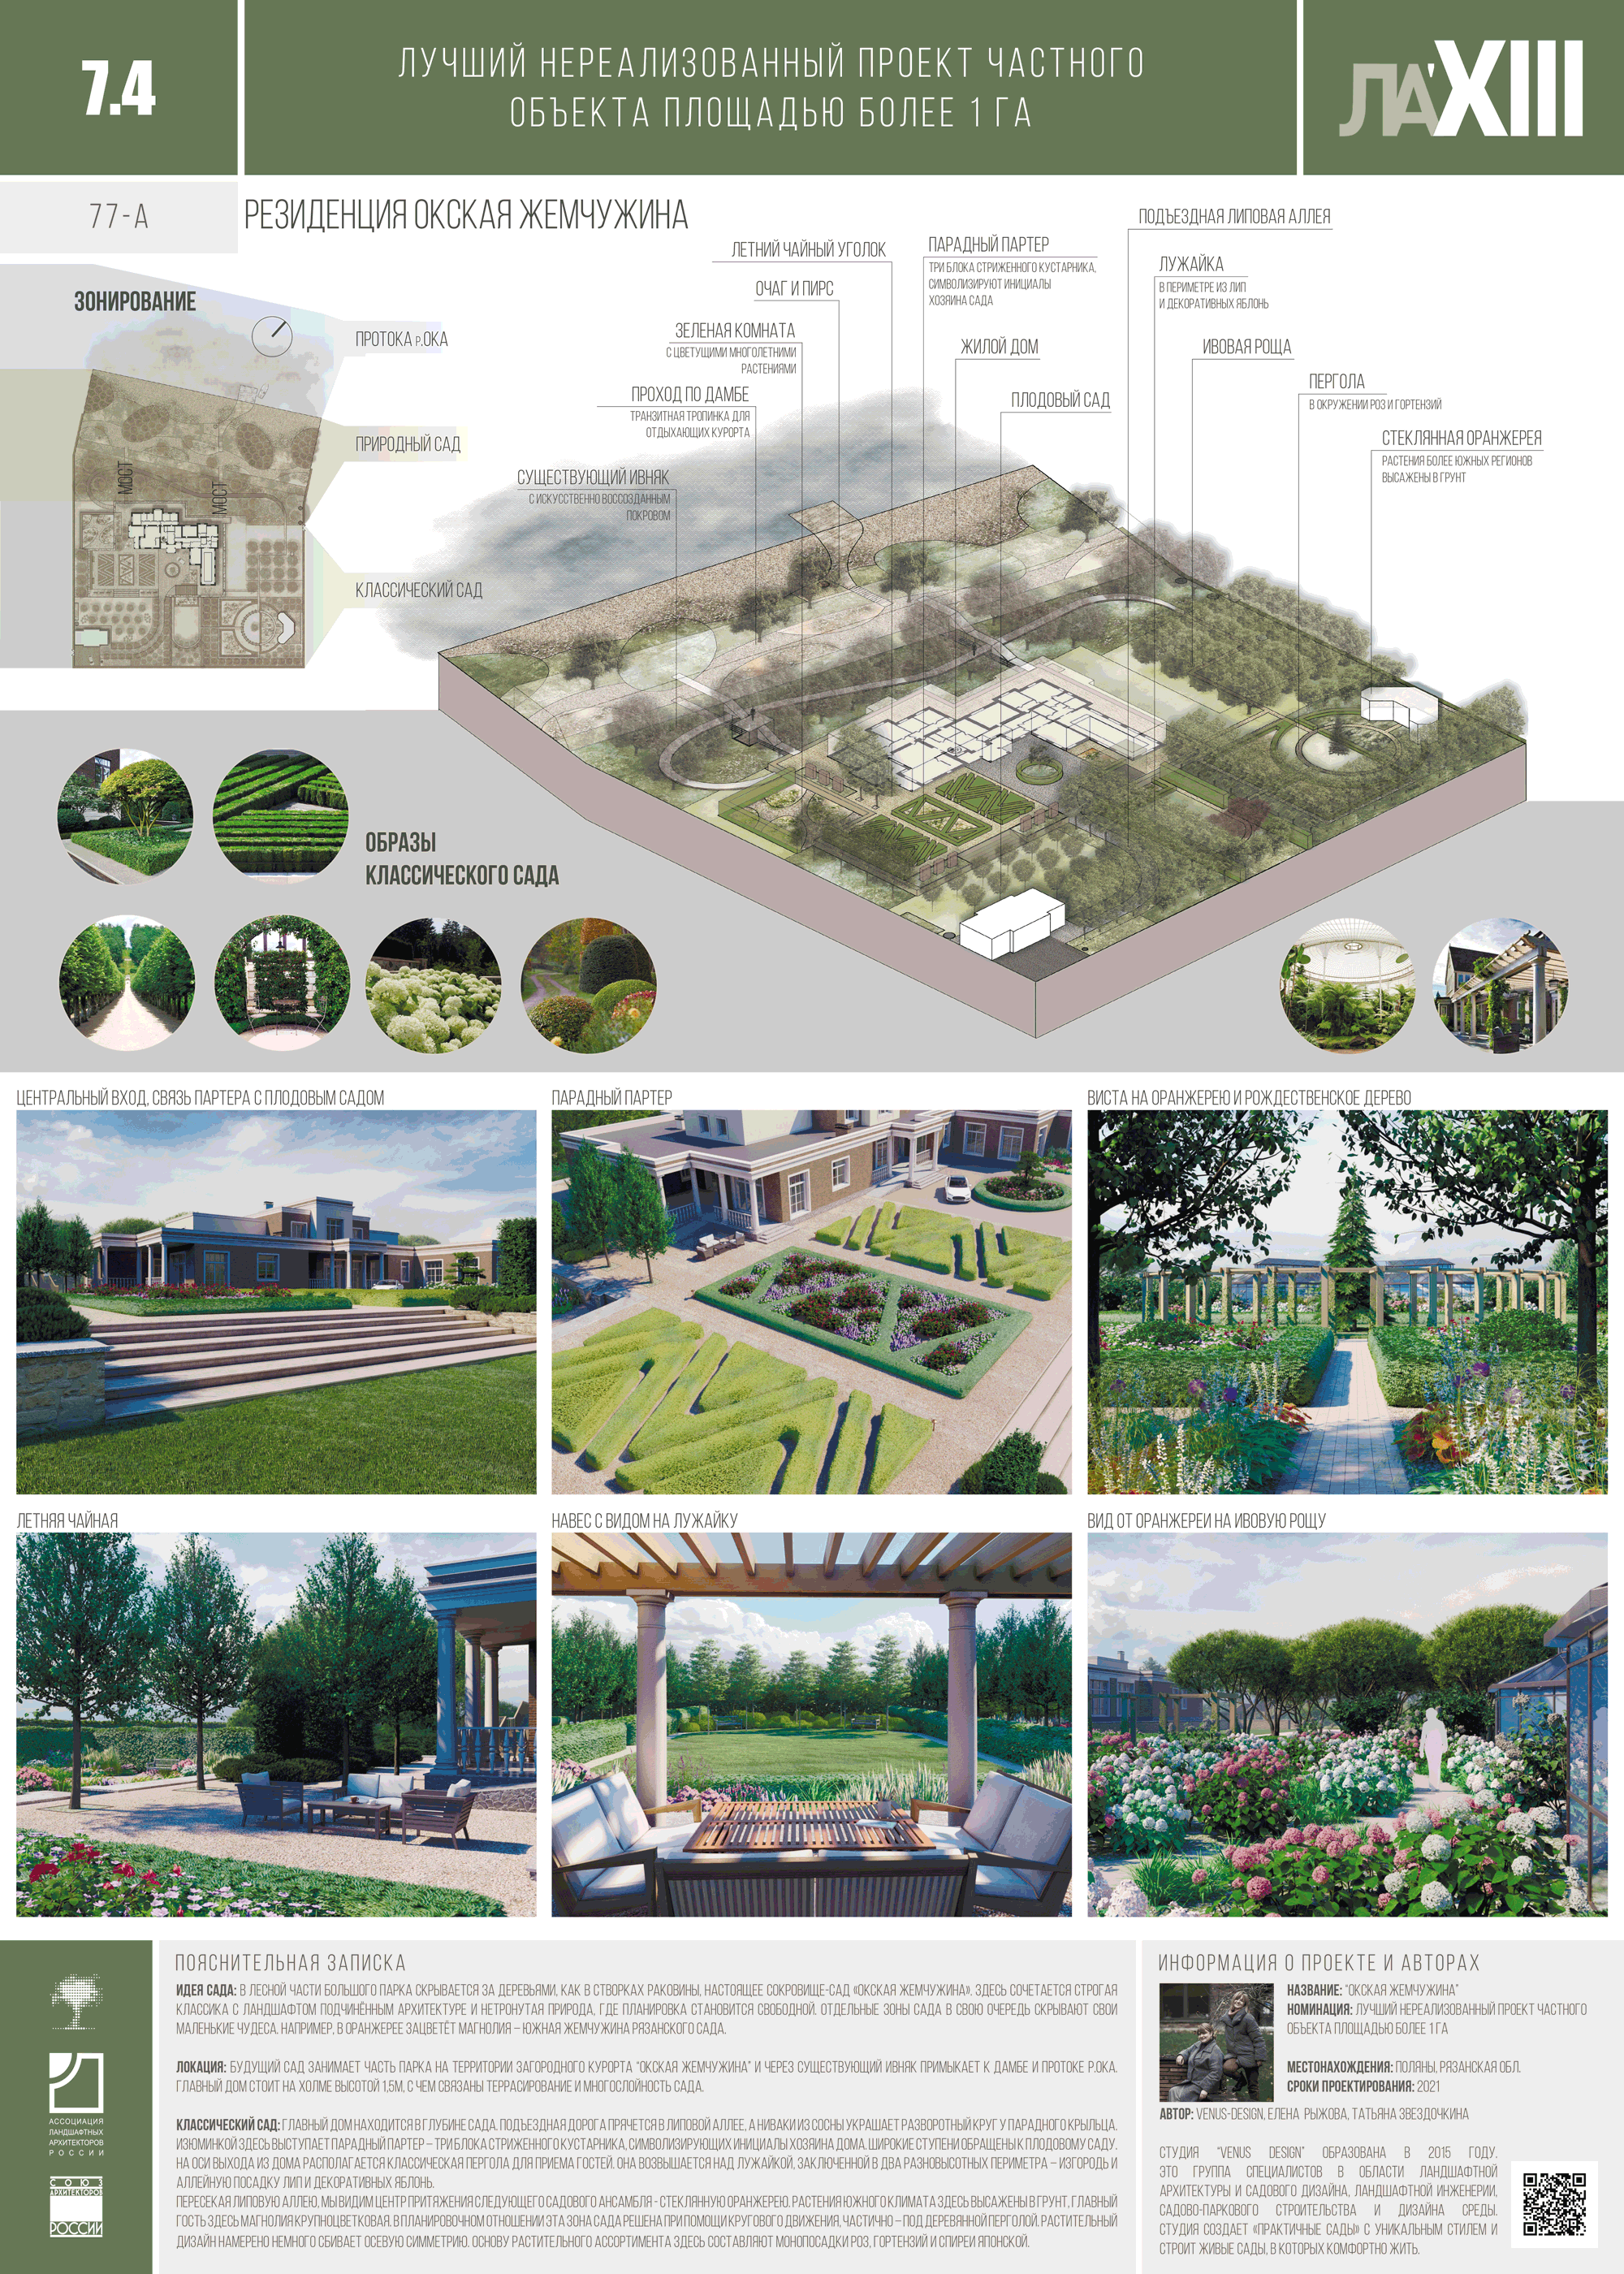 7.4
ЛУЧШИЙ НЕРЕАЛИЗОВАННЫЙ ПРОЕКТ ЧАСТНОГО
ОБЪЕКТА ПЛОЩАДЬЮ БОЛЕЕ 1 ГА
ЛА'XIII
77-А
РЕЗИДЕНЦИЯ ОКСКАЯ ЖЕМЧУЖИНА
ЗОНИРОВАНИЕ
ПРОТОКА р.ОКА
ПРИРОДНЫЙ САД
КЛАССИЧЕСКИЙ САД
МОСТ
МОСТ
ЛЕТНИЙ ЧАЙНЫЙ УГОЛОК
ОЧАГ И ПИРС
ЗЕЛЕНАЯ КОМНАТА
С ЦВЕТУЩИМИ МНОГОЛЕТНИМИ
РАСТЕНИЯМИ
ПРОХОД ПО ДАМБЕ
ТРАНЗИТНАЯ ТРОПИНКА ДЛЯ
ОТДЫХАЮЩИХ КУРОРТА
СУЩЕСТВУЮЩИЙ ИВНЯК
С ИСКУССТВЕННО ВОССОЗДАННЫМ
ПОКРОВОМ
ПАРАДНЫЙ ПАРТЕР
ТРИ БЛОКА СТРИЖЕННОГО КУСТАРНИКА,
СИМВОЛИЗИРУЮТ ИНИЦИАЛЫ
ХОЗЯИНА САДА
ЖИЛОЙ ДОМ
ПЛОДОВЫЙ САД
ПОДЪЕЗДНАЯ ЛИПОВАЯ АЛЛЕЯ
ЛУЖАЙКА
В ПЕРИМЕТРЕ ИЗ ЛИП
И ДЕКОРАТИВНЫХ ЯБЛОНЬ
ИВОВАЯ РОЩА
ПЕРГОЛА
В ОКРУЖЕНИИ РОЗ И ГОРТЕНЗИЙ
СТЕКЛЯННАЯ ОРАНЖЕРЕЯ
РАСТЕНИЯ БОЛЕЕ ЮЖНЫХ РЕГИОНОВ
ВЫСАЖЕНЫ В ГРУНТ
ОБРАЗЫ
КЛАССИЧЕСКОГО САДА
ЦЕНТРАЛЬНЫЙ ВХОД, СВЯЗЬ ПАРТЕРА С ПЛОДОВЫМ САДОМ
ПАРАДНЫЙ ПАРТЕР
ВИСТА НА ОРАНЖЕРЕЮ И РОЖДЕСТВЕНСКОЕ ДЕРЕВО
ЛЕТНЯЯ ЧАЙНАЯ
НАВЕС С ВИДОМ НА ЛУЖАЙКУ
ВИД ОТ ОРАНЖЕРЕИ НА ИВОВУЮ РОЩУ
ПОЯСНИТЕЛЬНАЯ ЗАПИСКА
ИДЕЯ САДА: В ЛЕСНОЙ ЧАСТИ БОЛЬШОГО ПАРКА СКРЫВАЕТСЯ ЗА ДЕРЕВЬЯМИ, КАК В СТВОРКАХ РАКОВИНЫ, НАСТОЯЩЕЕ СОКРОВИЩЕ-САД «ОКСКАЯ ЖЕМЧУЖИНА». ЗДЕСЬ СОЧЕТАЕТСЯ СТРОГАЯ
КЛАССИКА С ЛАНДШАФТОМ ПОДЧИНЁННЫМ АРХИТЕКТУРЕ И НЕТРОНУТАЯ ПРИРОДА, ГДЕ ПЛАНИРОВКА СТАНОВИТСЯ СВОБОДНОЙ. ОТДЕЛЬНЫЕ ЗОНЫ САДА В СВОЮ ОЧЕРЕДЬ СКРЫВАЮТ СВОИ
МАЛЕНЬКИЕ ЧУДЕСА. НАПРИМЕР, В ОРАНЖЕРЕЕ ЗАЦВЕТЁТ МАГНОЛИЯ – ЮЖНАЯ ЖЕМЧУЖИНА РЯЗАНСКОГО САДА.
ЛОКАЦИЯ: БУДУЩИЙ САД ЗАНИМАЕТ ЧАСТЬ ПАРКА НА ТЕРРИТОРИИ ЗАГОРОДНОГО КУРОРТА "ОКСКАЯ ЖЕМЧУЖИНА" И ЧЕРЕЗ СУЩЕСТВУЮЩИЙ ИВНЯК ПРИМЫКАЕТ К ДАМБЕ И ПРОТОКЕ Р.ОКА.
ГЛАВНЫЙ ДОМ СТОИТ НА ХОЛМЕ ВЫСОТОЙ 1,5М, С ЧЕМ СВЯЗАНЫ ТЕРРАСИРОВАНИЕ И МНОГОСЛОЙНОСТЬ САДА.
КЛАССИЧЕСКИЙ САД: ГЛАВНЫЙ ДОМ НАХОДИТСЯ В ГЛУБИНЕ САДА. ПОДЪЕЗДНАЯ ДОРОГА ПРЯЧЕТСЯ В ЛИПОВОЙ АЛЛЕЕ, А НИВАКИ ИЗ СОСНЫ УКРАШАЕТ РАЗВОРОТНЫЙ КРУГ У ПАРАДНОГО КРЫЛЬЦА.
ИЗЮМИНКОЙ ЗДЕСЬ ВЫСТУПАЕТ ПАРАДНЫЙ ПАРТЕР – ТРИ БЛОКА СТРИЖЕННОГО КУСТАРНИКА, СИМВОЛИЗИРУЮЩИХ ИНИЦИАЛЫ ХОЗЯИНА ДОМА. ШИРОКИЕ СТУПЕНИ ОБРАЩЕНЫ К ПЛОДОВОМУ САДУ.
НА ОСИ ВЫХОДА ИЗ ДОМА РАСПОЛАГАЕТСЯ КЛАССИЧЕСКАЯ ПЕРГОЛА ДЛЯ ПРИЕМА ГОСТЕЙ. ОНА ВОЗВЫШАЕТСЯ НАД ЛУЖАЙКОЙ, ЗАКЛЮЧЕННОЙ В ДВА РАЗНОВЫСОТНЫХ ПЕРИМЕТРА – ИЗГОРОДЬ И
АЛЛЕЙНУЮ ПОСАДКУ ЛИП И ДЕКОРАТИВНЫХ ЯБЛОНЬ.
ПЕРЕСЕКАЯ ЛИПОВУЮ АЛЛЕЮ, МЫ ВИДИМ ЦЕНТР ПРИТЯЖЕНИЯ СЛЕДУЮЩЕГО САДОВОГО АНСАМБЛЯ - СТЕКЛЯННУЮ ОРАНЖЕРЕЮ. РАСТЕНИЯ ЮЖНОГО КЛИМАТА ЗДЕСЬ ВЫСАЖЕНЫ В ГРУНТ, ГЛАВНЫЙ
ГОСТЬ ЗДЕСЬ МАГНОЛИЯ КРУПНОЦВЕТКОВАЯ. В ПЛАНИРОВОЧНОМ ОТНОШЕНИИ ЭТА ЗОНА САДА РЕШЕНА ПРИ ПОМОЩИ КРУГОВОГО ДВИЖЕНИЯ, ЧАСТИЧНО – ПОД ДЕРЕВЯННОЙ ПЕРГОЛОЙ. РАСТИТЕЛЬНЫЙ
ДИЗАЙН НАМЕРЕНО НЕМНОГО СБИВАЕТ ОСЕВУЮ СИММЕТРИЮ. ОСНОВУ РАСТИТЕЛЬНОГО АССОРТИМЕНТА ЗДЕСЬ СОСТАВЛЯЮТ МОНОПОСАДКИ РОЗ, ГОРТЕНЗИЙ И СПИРЕИ ЯПОНСКОЙ.
ИНФОРМАЦИЯ О ПРОЕКТЕ И АВТОРАХ
НАЗВАНИЕ: "ОКСКАЯ ЖЕМЧУЖИНА"
НОМИНАЦИЯ: ЛУЧШИЙ НЕРЕАЛИЗОВАННЫЙ ПРОЕКТ ЧАСТНОГО
ОБЪЕКТА ПЛОЩАДЬЮ БОЛЕЕ 1 ГА
МЕСТОНАХОЖДЕНИЯ: ПОЛЯНЫ, РЯЗАНСКАЯ ОБЛ.
СРОКИ ПРОЕКТИРОВАНИЯ: 2021
АВТОР: VENUS-DESIGN, ЕЛЕНА РЫЖОВА, ТАТЬЯНА ЗВЕЗДОЧКИНА
СТУДИЯ "VENUS DESIGN" ОБРАЗОВАНА В 2015 ГОДУ.
ЭТО ГРУППА СПЕЦИАЛИСТОВ В ОБЛАСТИ ЛАНДШАФТНОЙ
АРХИТЕКТУРЫ И САДОВОГО ДИЗАЙНА, ЛАНДШАФТНОЙ ИНЖЕНЕРИИ,
САДОВО-ПАРКОВОГО СТРОИТЕЛЬСТВА И ДИЗАЙНА СРЕДЫ.
СТУДИЯ СОЗДАЕТ «ПРАКТИЧНЫЕ САДЫ» С УНИКАЛЬНЫМ СТИЛЕМ И
СТРОИТ ЖИВЫЕ САДЫ, В КОТОРЫХ КОМФОРТНО ЖИТЬ.
АССОЦИАЦИЯ
ЛАНДШАФТНЫХ
АРХИТЕКТОРОВ
РОССИИ
СОЮЗ
АРХИТЕКТОРОВ
РОССИИ